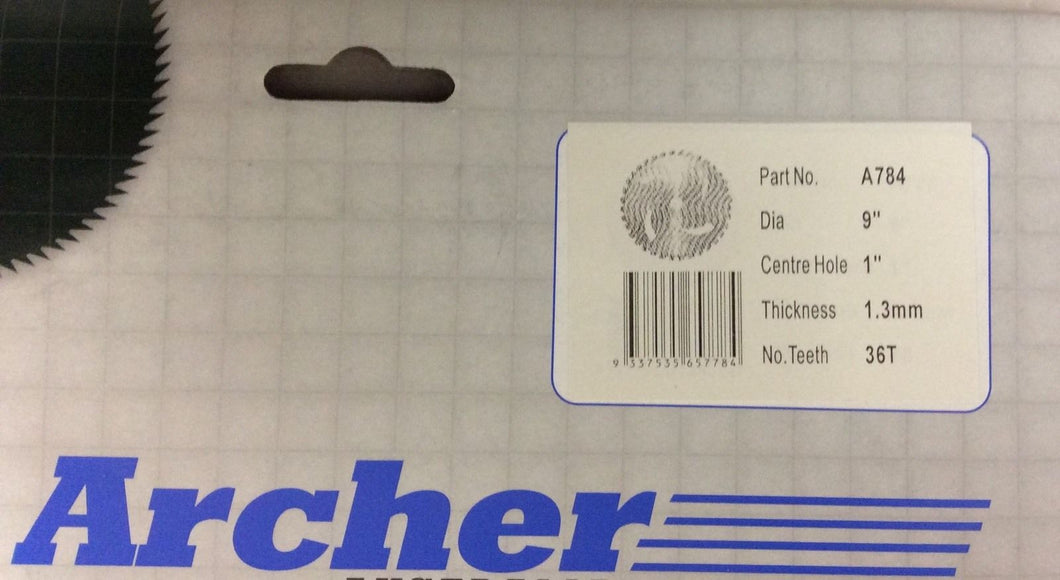 Part No. A784
Dia 9"
Centre Hole 1"
Thickness 1.3mm
No.Teeth 36T
9 337535 657784
Archer